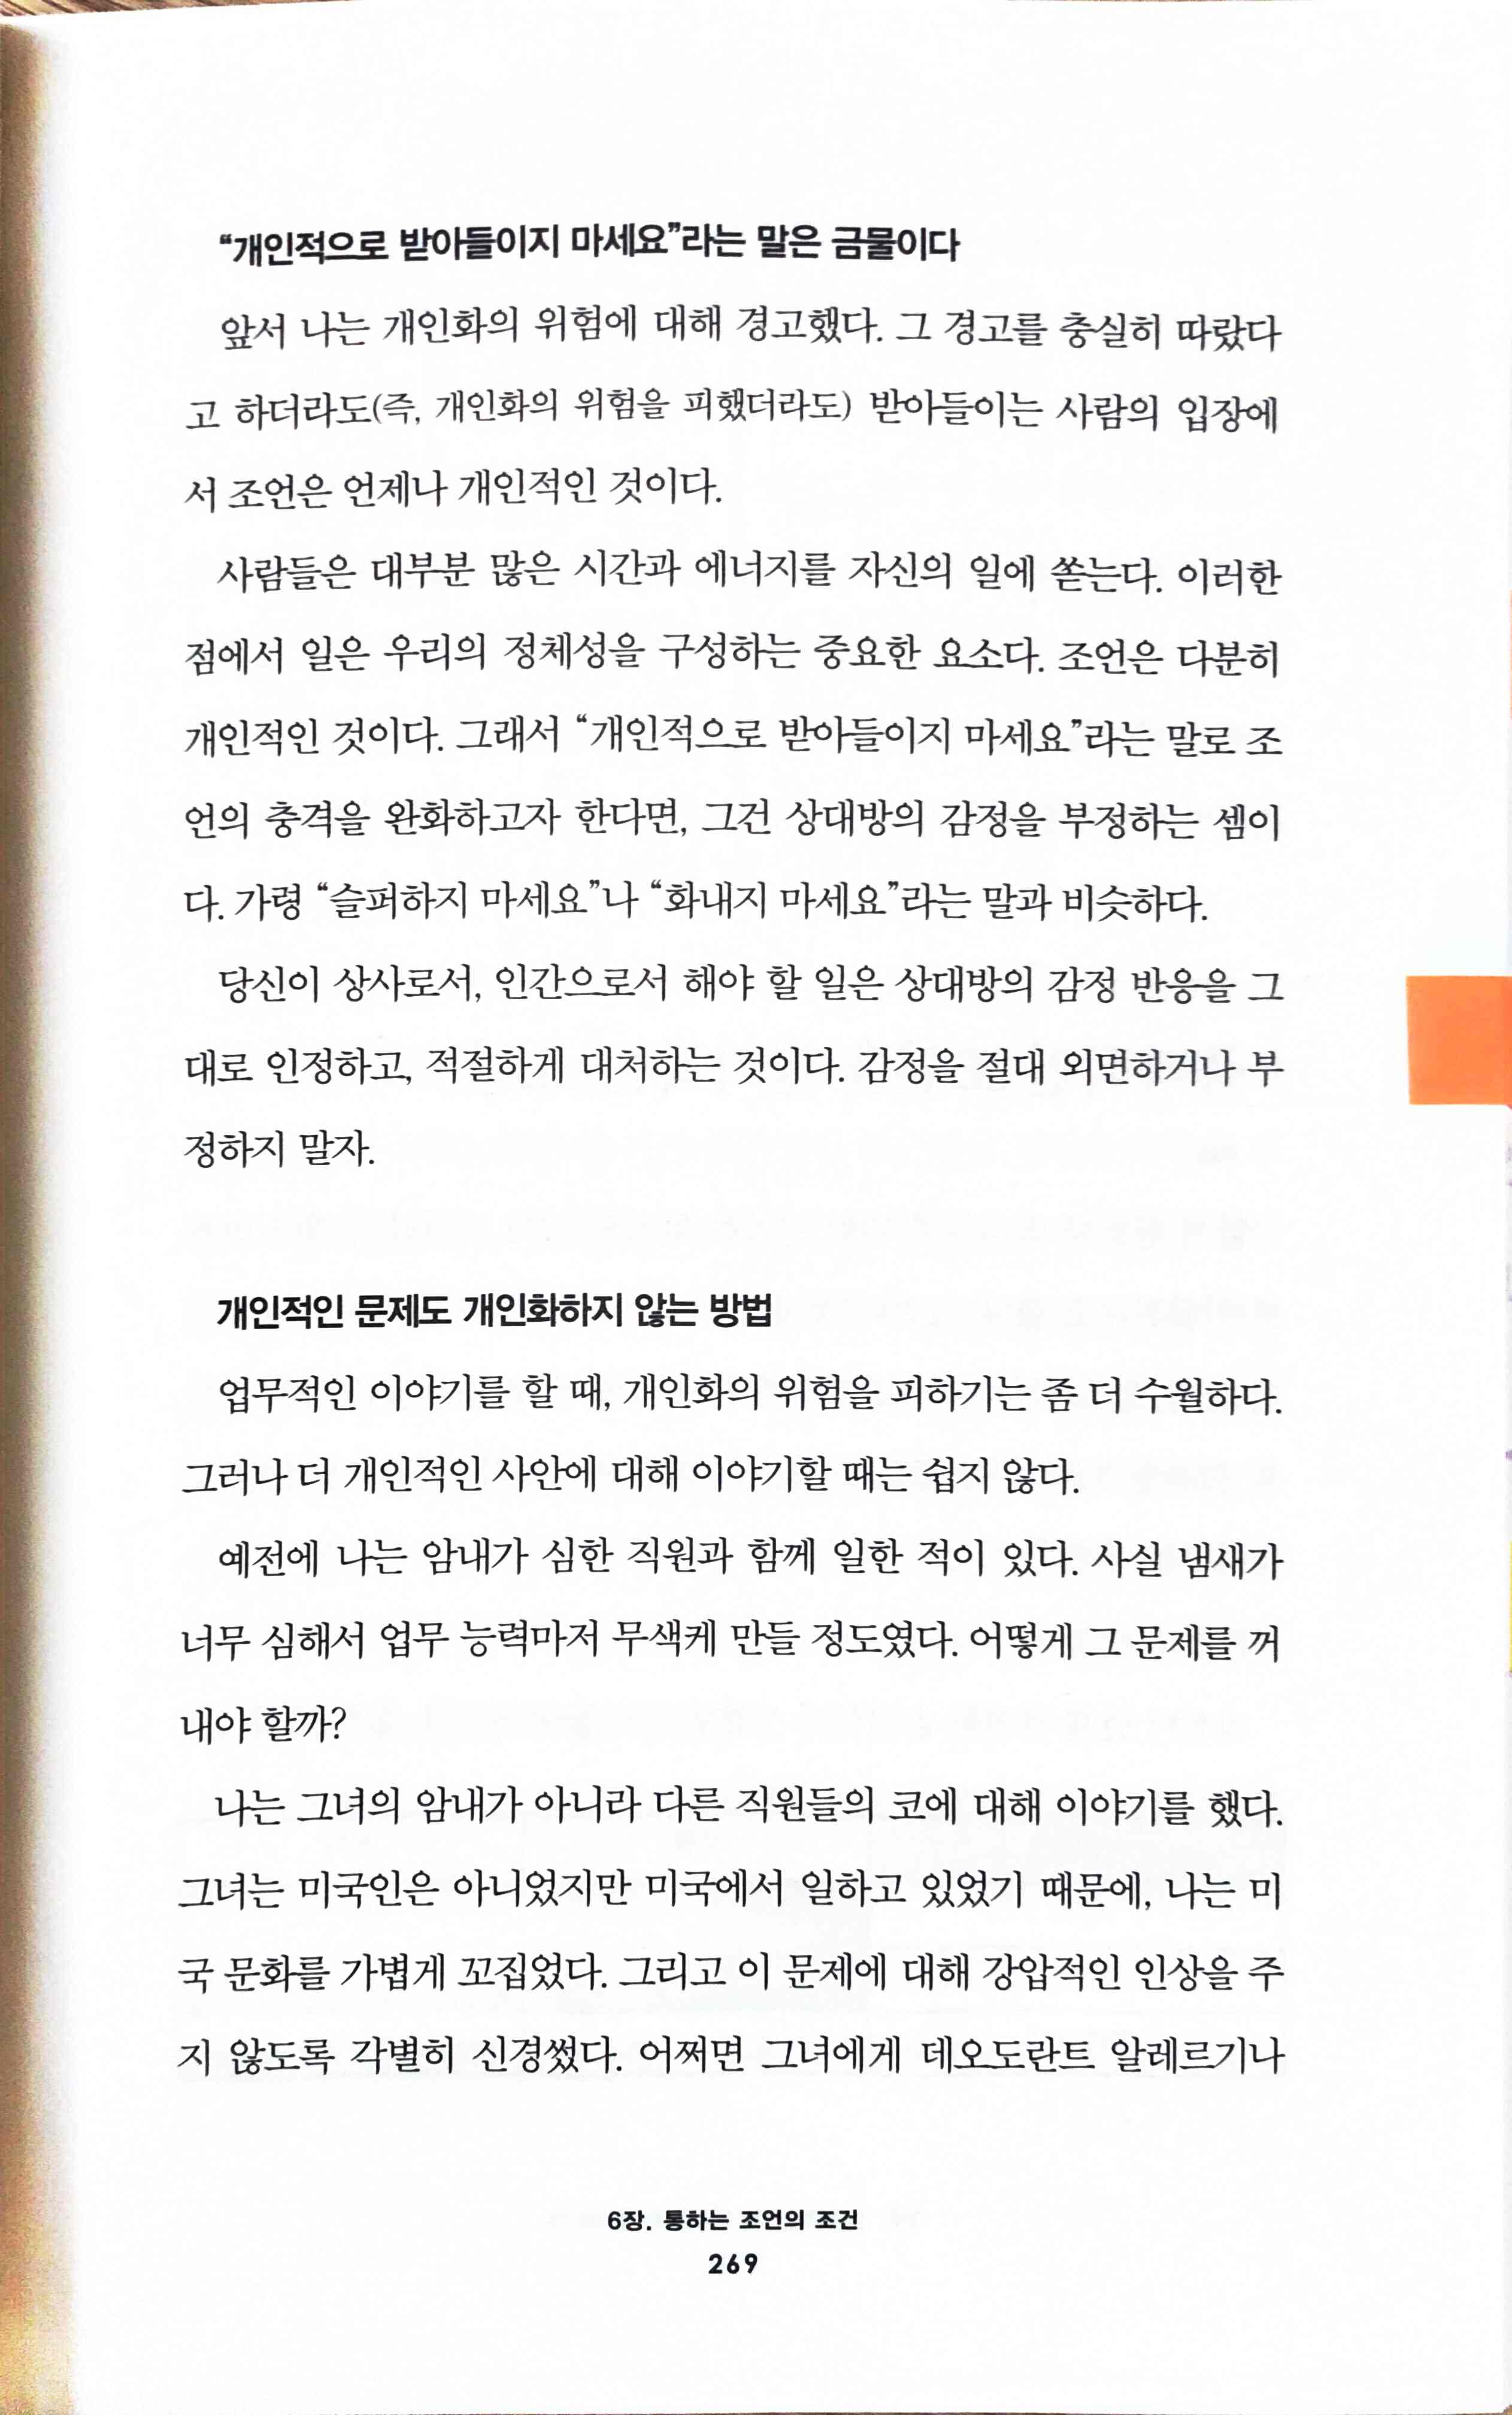 “개인적으로 받아들이지 마세요”라는 말은 금물이다
앞서 나는 개인화의 위험에 대해 경고했다. 그 경고를 충실히 따랐다
고 하더라도(즉, 개인화의 위험을 피했더라도) 받아들이는 사람의 입장에
서 조언은 언제나 개인적인 것이다.
사람들은 대부분 많은 시간과 에너지를 자신의 일에 쏟는다. 이러한
점에서 일은 우리의 정체성을 구성하는 중요한 요소다. 조언은 다분히
개인적인 것이다. 그래서 “개인적으로 받아들이지 마세요”라는 말로 조
언의 충격을 완화하고자 한다면, 그건 상대방의 감정을 부정하는 셈이
다. 가령 “슬퍼하지 마세요”나 “화내지 마세요”라는 말과 비슷하다.
당신이 상사로서, 인간으로서 해야 할 일은 상대방의 감정 반응을 그
대로 인정하고, 적절하게 대처하는 것이다. 감정을 절대 외면하거나 부
정하지 말자.
개인적인 문제도 개인화하지 않는 방법
업무적인 이야기를 할 때, 개인화의 위험을 피하기는 좀 더 수월하다.
그러나 더 개인적인 사안에 대해 이야기할 때는 쉽지 않다.
예전에 나는 암내가 심한 직원과 함께 일한 적이 있다. 사실 냄새가
너무 심해서 업무 능력마저 무색케 만들 정도였다. 어떻게 그 문제를 꺼
내야 할까?
나는 그녀의 암내가 아니라 다른 직원들의 코에 대해 이야기를 했다.
그녀는 미국인은 아니었지만 미국에서 일하고 있었기 때문에, 나는 미
국 문화를 가볍게 꼬집었다. 그리고 이 문제에 대해 강압적인 인상을 주
지 않도록 각별히 신경썼다. 어쩌면 그녀에게 데오도란트 알레르기나
6장. 통하는 조언의 조건
269